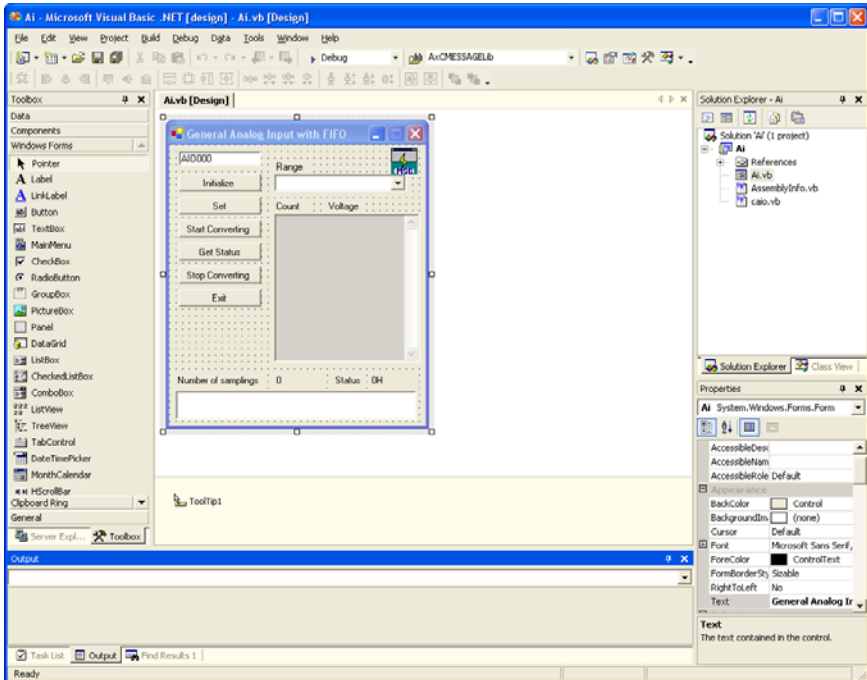 Ai - Microsoft Visual Basic .NET [design] - Ai.vb [Design]
File Edit View Project Build Debug Data Tools Window Help
Debug AxCMESSAGELib
Toolbox
Data
Components
Windows Forms
Pointer
Label
LinkLabel
Button
TextBox
MainMenu
CheckBox
RadioButton
GroupBox
PictureBox
Panel
DataGrid
ListBox
CheckedListBox
ComboBox
ListView
TreeView
TabControl
DateTimePicker
MonthCalendar
HScrollBar
Clipboard Ring
General
Server Expl... Toolbox
Ai.vb [Design]
General Analog Input with FIFO
AIO000
Range
Initialize
Set
Count Voltage
Start Converting
Get Status
Stop Converting
Exit
Number of samplings 0 Status 0H
ToolTip1
Solution Explorer - Ai
Solution 'Ai' (1 project)
Ai
References
Ai.vb
AssemblyInfo.vb
caio.vb
Solution Explorer Class View
Properties
Ai System.Windows.Forms.Form
AccessibleDesc
AccessibleNam
AccessibleRole Default
Appearance
BackColor Control
BackgroundIm (none)
Cursor Default
Font Microsoft Sans Serif,
ForeColor ControlText
FormBorderSty Sizable
RightToLeft No
Text General Analog Ir
Text
The text contained in the control.
Output
Task List Output Find Results 1
Ready